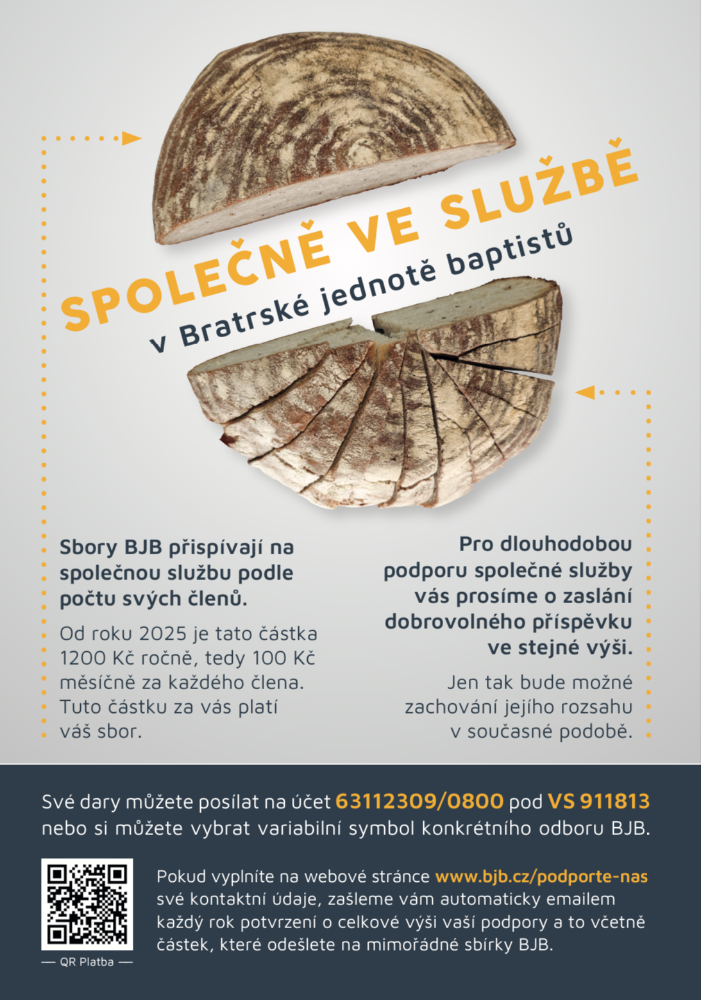 SPOLEČNĚ VE SLUŽBĚ
v Bratrské jednotě baptistů
Sbory BJB přispívají na
společnou službu podle
počtu svých členů.
Od roku 2025 je tato částka
1200 Kč ročně, tedy 100 Kč
měsíčně za každého člena.
Tuto částku za vás platí
váš sbor.
Pro dlouhodobou
podporu společné služby
vás prosíme o zaslání
dobrovolného příspěvku
ve stejné výši.
Jen tak bude možné
zachování jejího rozsahu
v současné podobě.
Své dary můžete posílat na účet 63112309/0800 pod VS 911813
nebo si můžete vybrat variabilní symbol konkrétního odboru BJB.
Pokud vyplníte na webové stránce www.bjb.cz/podporte-nas
své kontaktní údaje, zašleme vám automaticky emailem
každý rok potvrzení o celkové výši vaší podpory a to včetně
částek, které odešlete na mimořádné sbírky BJB.
QR Platba